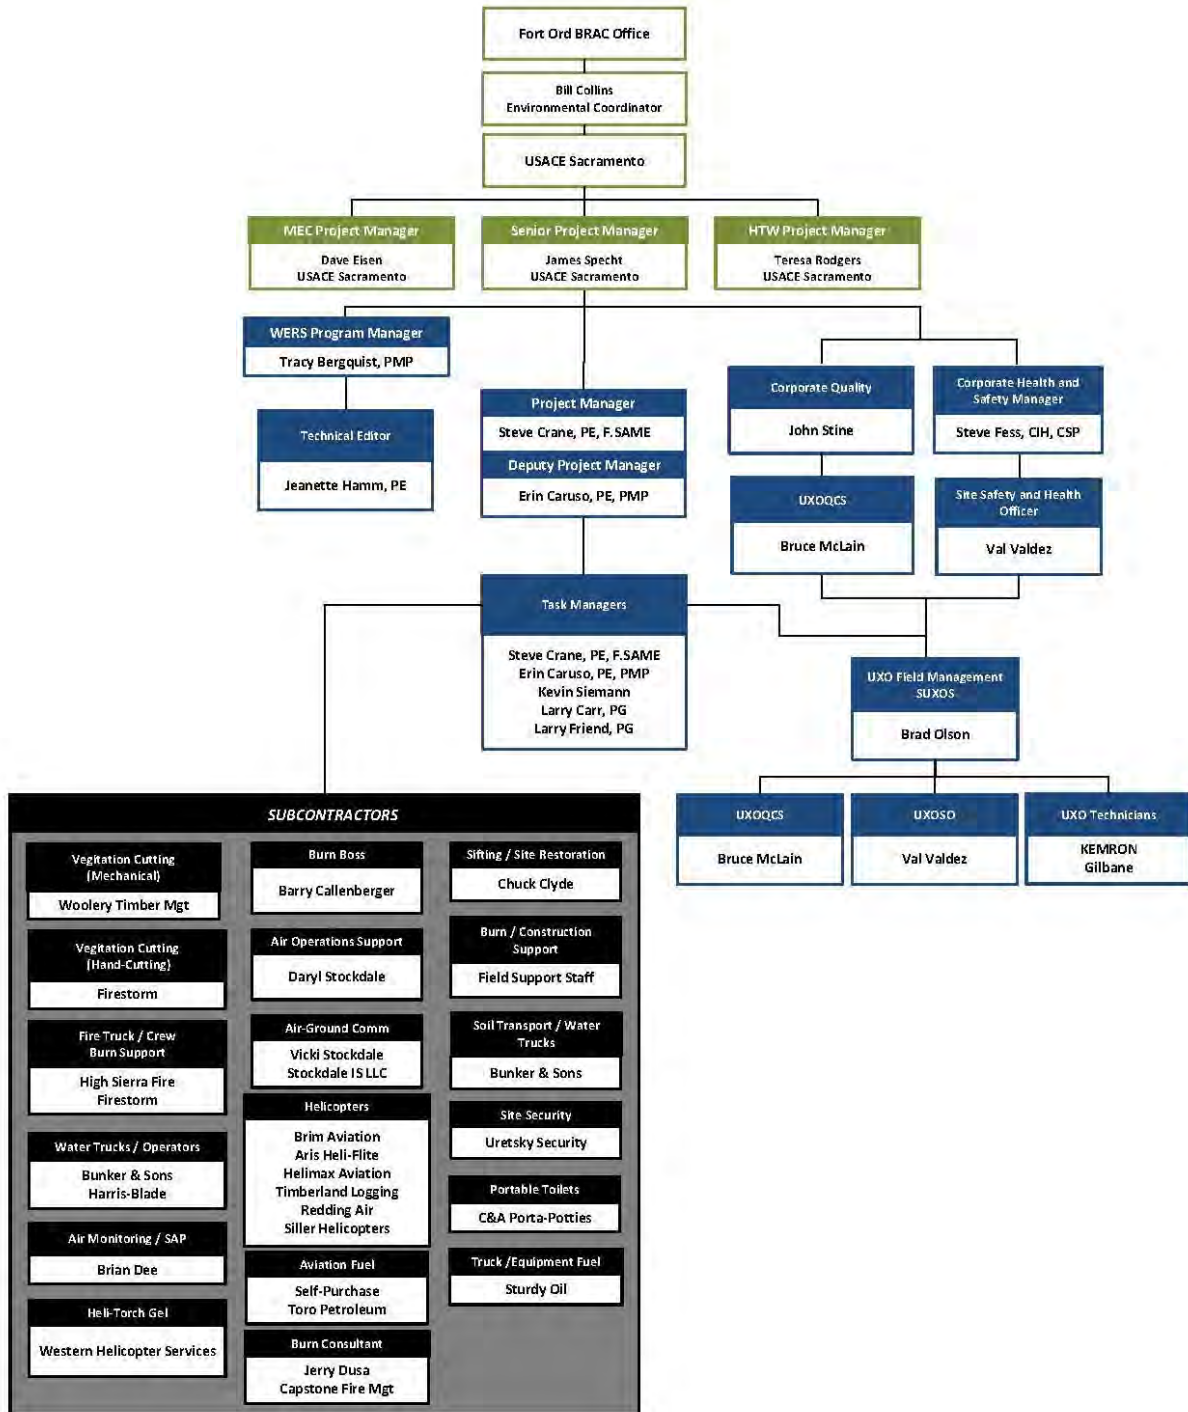 Fort Ord BRAC Office
Bill Collins
Environmental Coordinator
USACE Sacramento
MEC Project Manager
Dave Eisen
USACE Sacramento
Senior Project Manager
James Specht
USACE Sacramento
HTW Project Manager
Teresa Rodgers
USACE Sacramento
WERS Program Manager
Tracy Bergquist, PMP
Technical Editor
Jeanette Hamm, PE
Project Manager
Steve Crane, PE, F.SAME
Deputy Project Manager
Erin Caruso, PE, PMP
Corporate Quality
John Stine
Corporate Health and
Safety Manager
Steve Fess, CIH, CSP
UXOQCS
Bruce McLain
Site Safety and Health
Officer
Val Valdez
Task Managers
Steve Crane, PE, F.SAME
Erin Caruso, PE, PMP
Kevin Siemann
Larry Carr, PG
Larry Friend, PG
UXO Field Management
SUXOS
Brad Olson
UXOQCS
Bruce McLain
UXOSO
Val Valdez
UXO Technicians
KEMRON
Gilbane
SUBCONTRACTORS
Vegitation Cutting
(Mechanical)
Woolery Timber Mgt
Vegitation Cutting
(Hand-Cutting)
Firestorm
Fire Truck / Crew
Burn Support
High Sierra Fire
Firestorm
Water Trucks / Operators
Bunker & Sons
Harris-Blade
Air Monitoring / SAP
Brian Dee
Heli-Torch Gel
Western Helicopter Services
Burn Boss
Barry Callenberger
Air Operations Support
Daryl Stockdale
Air-Ground Comm
Vicki Stockdale
Stockdale IS LLC
Helicopters
Brim Aviation
Aris Heli-Flite
Helimax Aviation
Timberland Logging
Redding Air
Siller Helicopters
Aviation Fuel
Self-Purchase
Toro Petroleum
Burn Consultant
Jerry Dusa
Capstone Fire Mgt
Sifting / Site Restoration
Chuck Clyde
Burn / Construction
Support
Field Support Staff
Soil Transport / Water
Trucks
Bunker & Sons
Site Security
Uretsky Security
Portable Toilets
C&A Porta-Potties
Truck /Equipment Fuel
Sturdy Oil